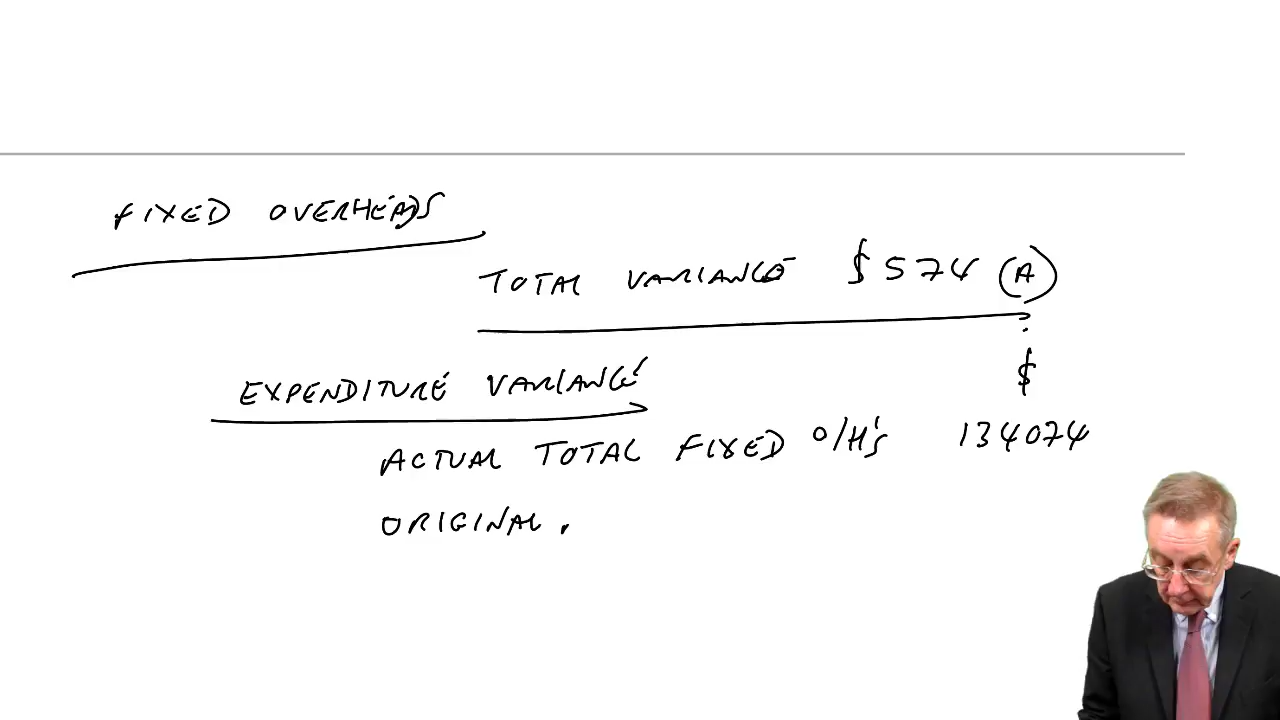 FIXED OVERHEADS
TOTAL VARIANCE $574 (A)
$
EXPENDITURE VARIANCE
ACTUAL TOTAL FIXED O/H's 134074
ORIGINAL